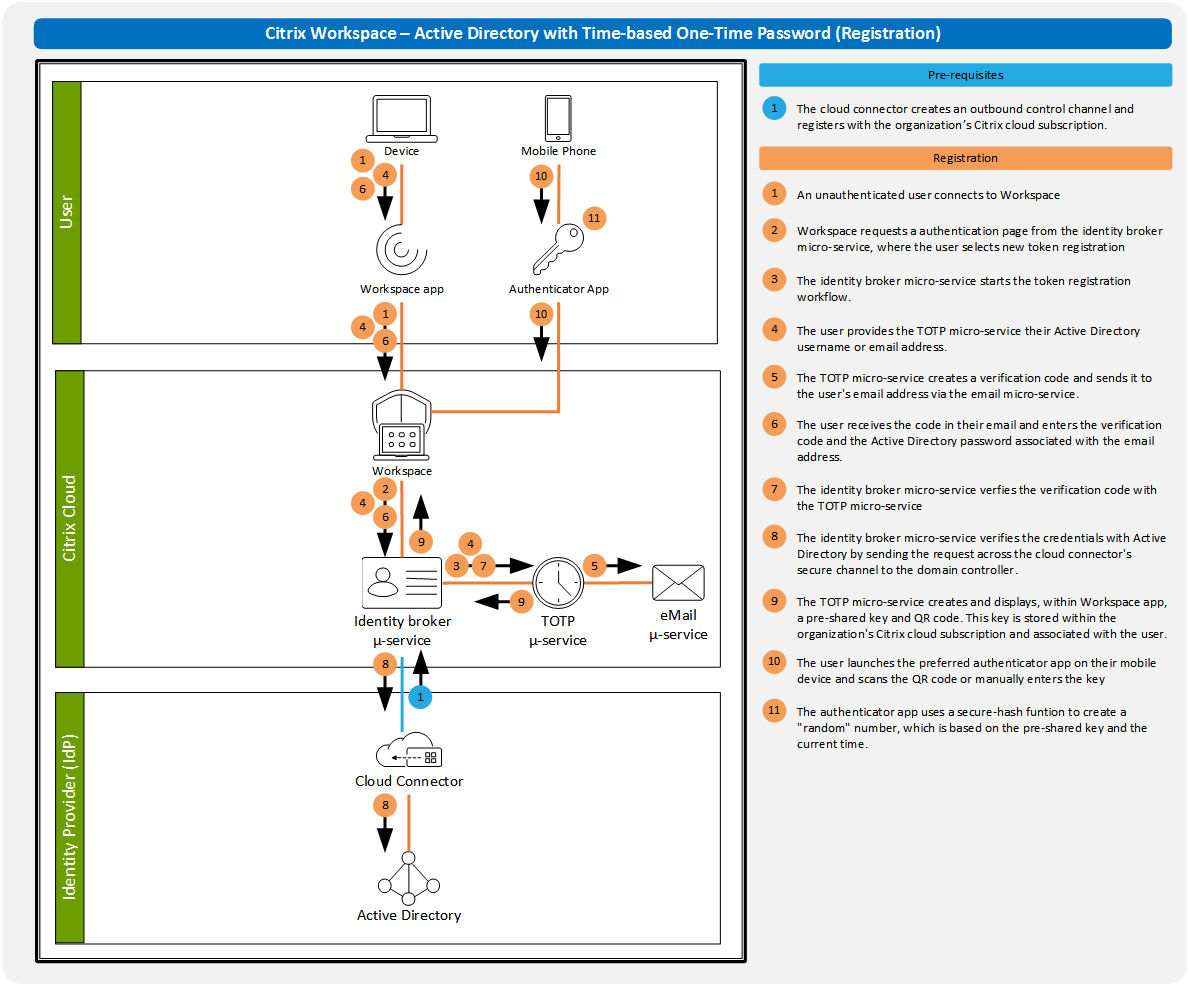 Citrix Workspace – Active Directory with Time-based One-Time Password (Registration)
User
Device
Mobile Phone
1
4
6
10
11
Workspace app
Authenticator App
1
4
6
10
Citrix Cloud
Workspace
2
4
6
9
4
3
7
5
9
Identity broker
µ-service
TOTP
µ-service
eMail
µ-service
8
1
Identity Provider (IdP)
Cloud Connector
8
Active Directory
Pre-requisites
1 The cloud connector creates an outbound control channel and
registers with the organization's Citrix cloud subscription.
Registration
1 An unauthenticated user connects to Workspace
2 Workspace requests a authentication page from the identity broker
micro-service, where the user selects new token registration
3 The identity broker micro-service starts the token registration
workflow.
4 The user provides the TOTP micro-service their Active Directory
username or email address.
5 The TOTP micro-service creates a verification code and sends it to
the user's email address via the email micro-service.
6 The user receives the code in their email and enters the verification
code and the Active Directory password associated with the email
address.
7 The identity broker micro-service verfies the verification code with
the TOTP micro-service
8 The identity broker micro-service verifies the credentials with Active
Directory by sending the request across the cloud connector's
secure channel to the domain controller.
9 The TOTP micro-service creates and displays, within Workspace app,
a pre-shared key and QR code. This key is stored within the
organization's Citrix cloud subscription and associated with the user.
10 The user launches the preferred authenticator app on their mobile
device and scans the QR code or manually enters the key
11 The authenticator app uses a secure-hash funtion to create a
"random" number, which is based on the pre-shared key and the
current time.